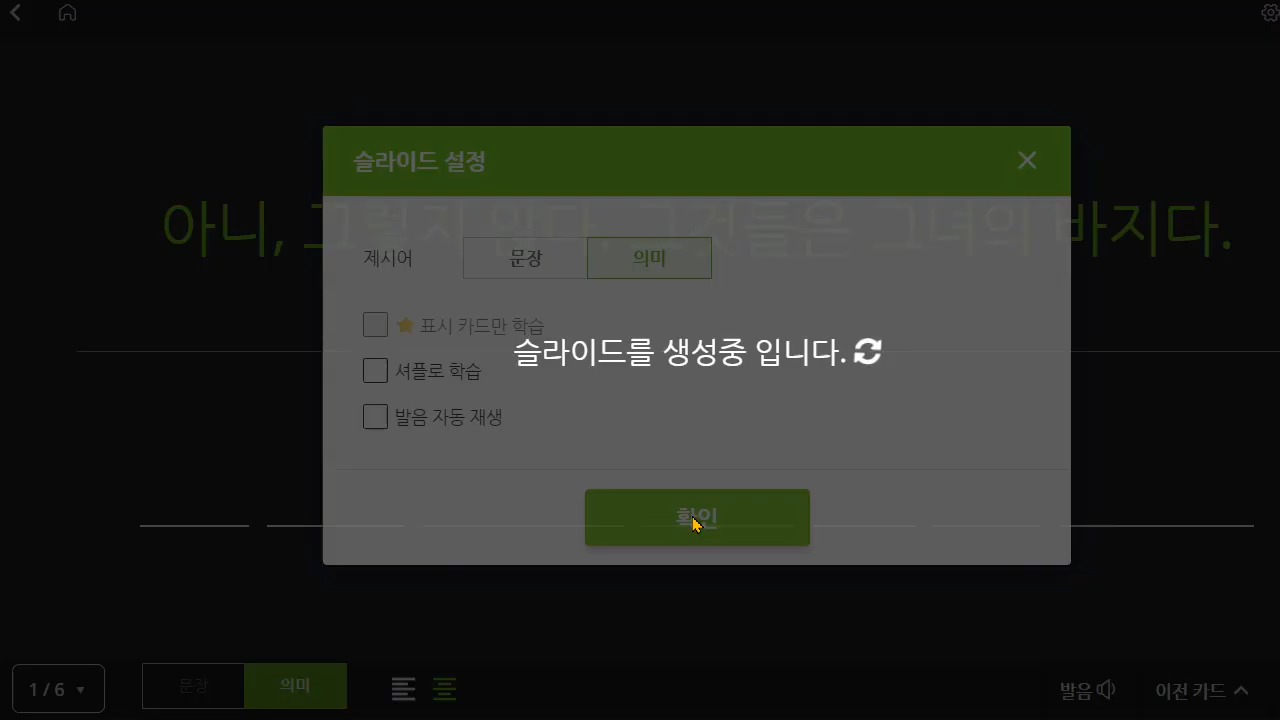 슬라이드 설정
아니, 그렇지 않다. 그것들은 그녀의 바지다.
제시어
문장
의미
표시 카드만 학습
슬라이드를 생성중 입니다.
셔플로 학습
발음 자동 재생
확인
1 / 6
문장
의미
발음
이전 카드